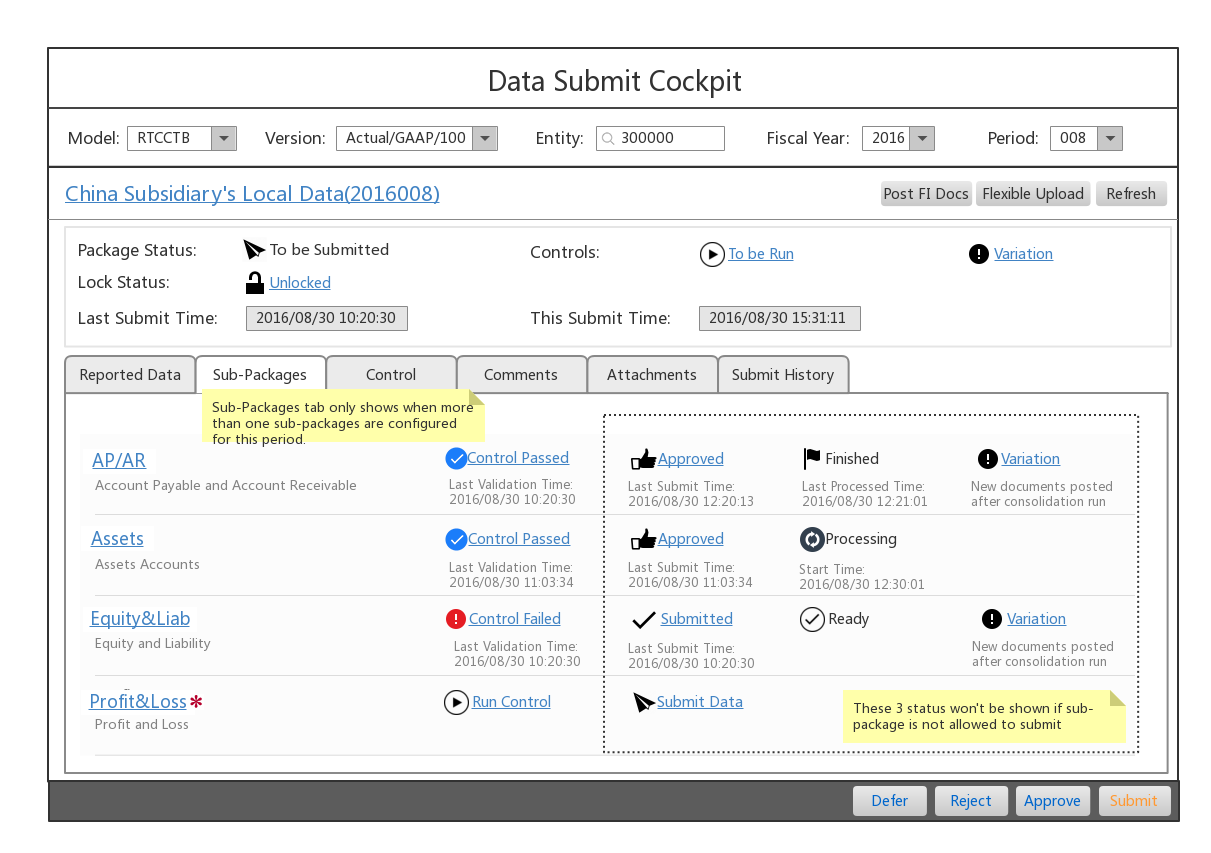 Data Submit Cockpit
Model: RTCCTB Version: Actual/GAAP/100 Entity: 300000 Fiscal Year: 2016 Period: 008
China Subsidiary's Local Data(2016008) Post FI Docs Flexible Upload Refresh
Package Status: To be Submitted Controls: To be Run Variation
Lock Status: Unlocked
Last Submit Time: 2016/08/30 10:20:30 This Submit Time: 2016/08/30 15:31:11
Reported Data Sub-Packages Control Comments Attachments Submit History
Sub-Packages tab only shows when more
than one sub-packages are configured
for this period.
AP/AR Control Passed Approved Finished Variation
Account Payable and Account Receivable Last Validation Time: Last Submit Time: Last Processed Time: New documents posted
2016/08/30 10:20:30 2016/08/30 12:20:13 2016/08/30 12:21:01 after consolidation run
Assets Control Passed Approved Processing
Assets Accounts Last Validation Time: Last Submit Time: Start Time:
2016/08/30 11:03:34 2016/08/30 11:03:34 2016/08/30 12:30:01
Equity&Liab Control Failed Submitted Ready Variation
Equity and Liability Last Validation Time: Last Submit Time: New documents posted
2016/08/30 10:20:30 2016/08/30 10:20:30 after consolidation run
Profit&Loss* Run Control Submit Data
Profit and Loss
These 3 status won't be shown if sub-
package is not allowed to submit
Defer Reject Approve Submit